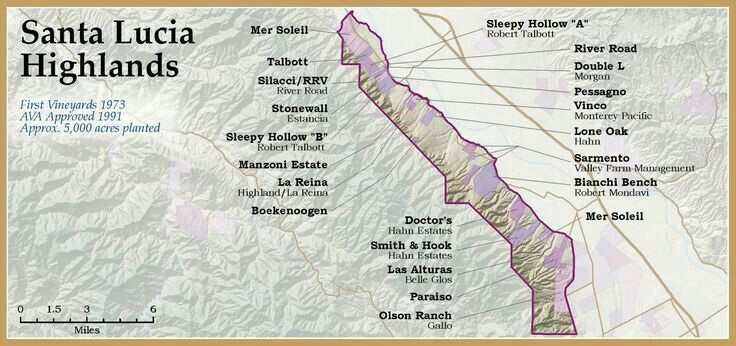 Santa Lucia
Highlands
First Vineyards 1973
AVA Approved 1991
Approx. 5,000 acres planted
Mer Soleil
Talbott
Silacci/RRV
River Road
Stonewall
Estancia
Sleepy Hollow "B"
Robert Talbott
Manzoni Estate
La Reina
Highland/La Reina
Boekenoogen
Sleepy Hollow "A"
Robert Talbott
River Road
Double L
Morgan
Pessagno
Vinco
Monterey Pacific
Lone Oak
Hahn
Sarmento
Valley Farm Management
Bianchi Bench
Robert Mondavi
Mer Soleil
Doctor's
Hahn Estates
Smith & Hook
Hahn Estates
Las Alturas
Belle Glos
Paraiso
Olson Ranch
Gallo
0 1.5 3 6
Miles